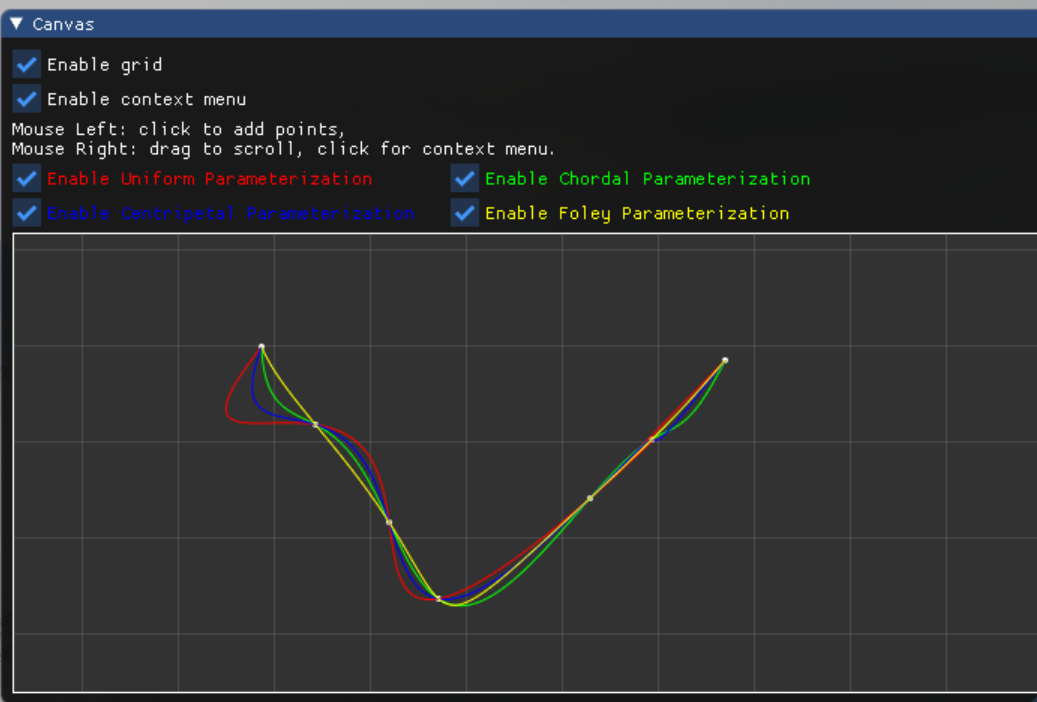 Canvas
Enable grid
Enable context menu
Mouse Left: click to add points,
Mouse Right: drag to scroll, click for context menu.
Enable Uniform Parameterization Enable Chordal Parameterization
Enable Centripetal Parameterization Enable Foley Parameterization